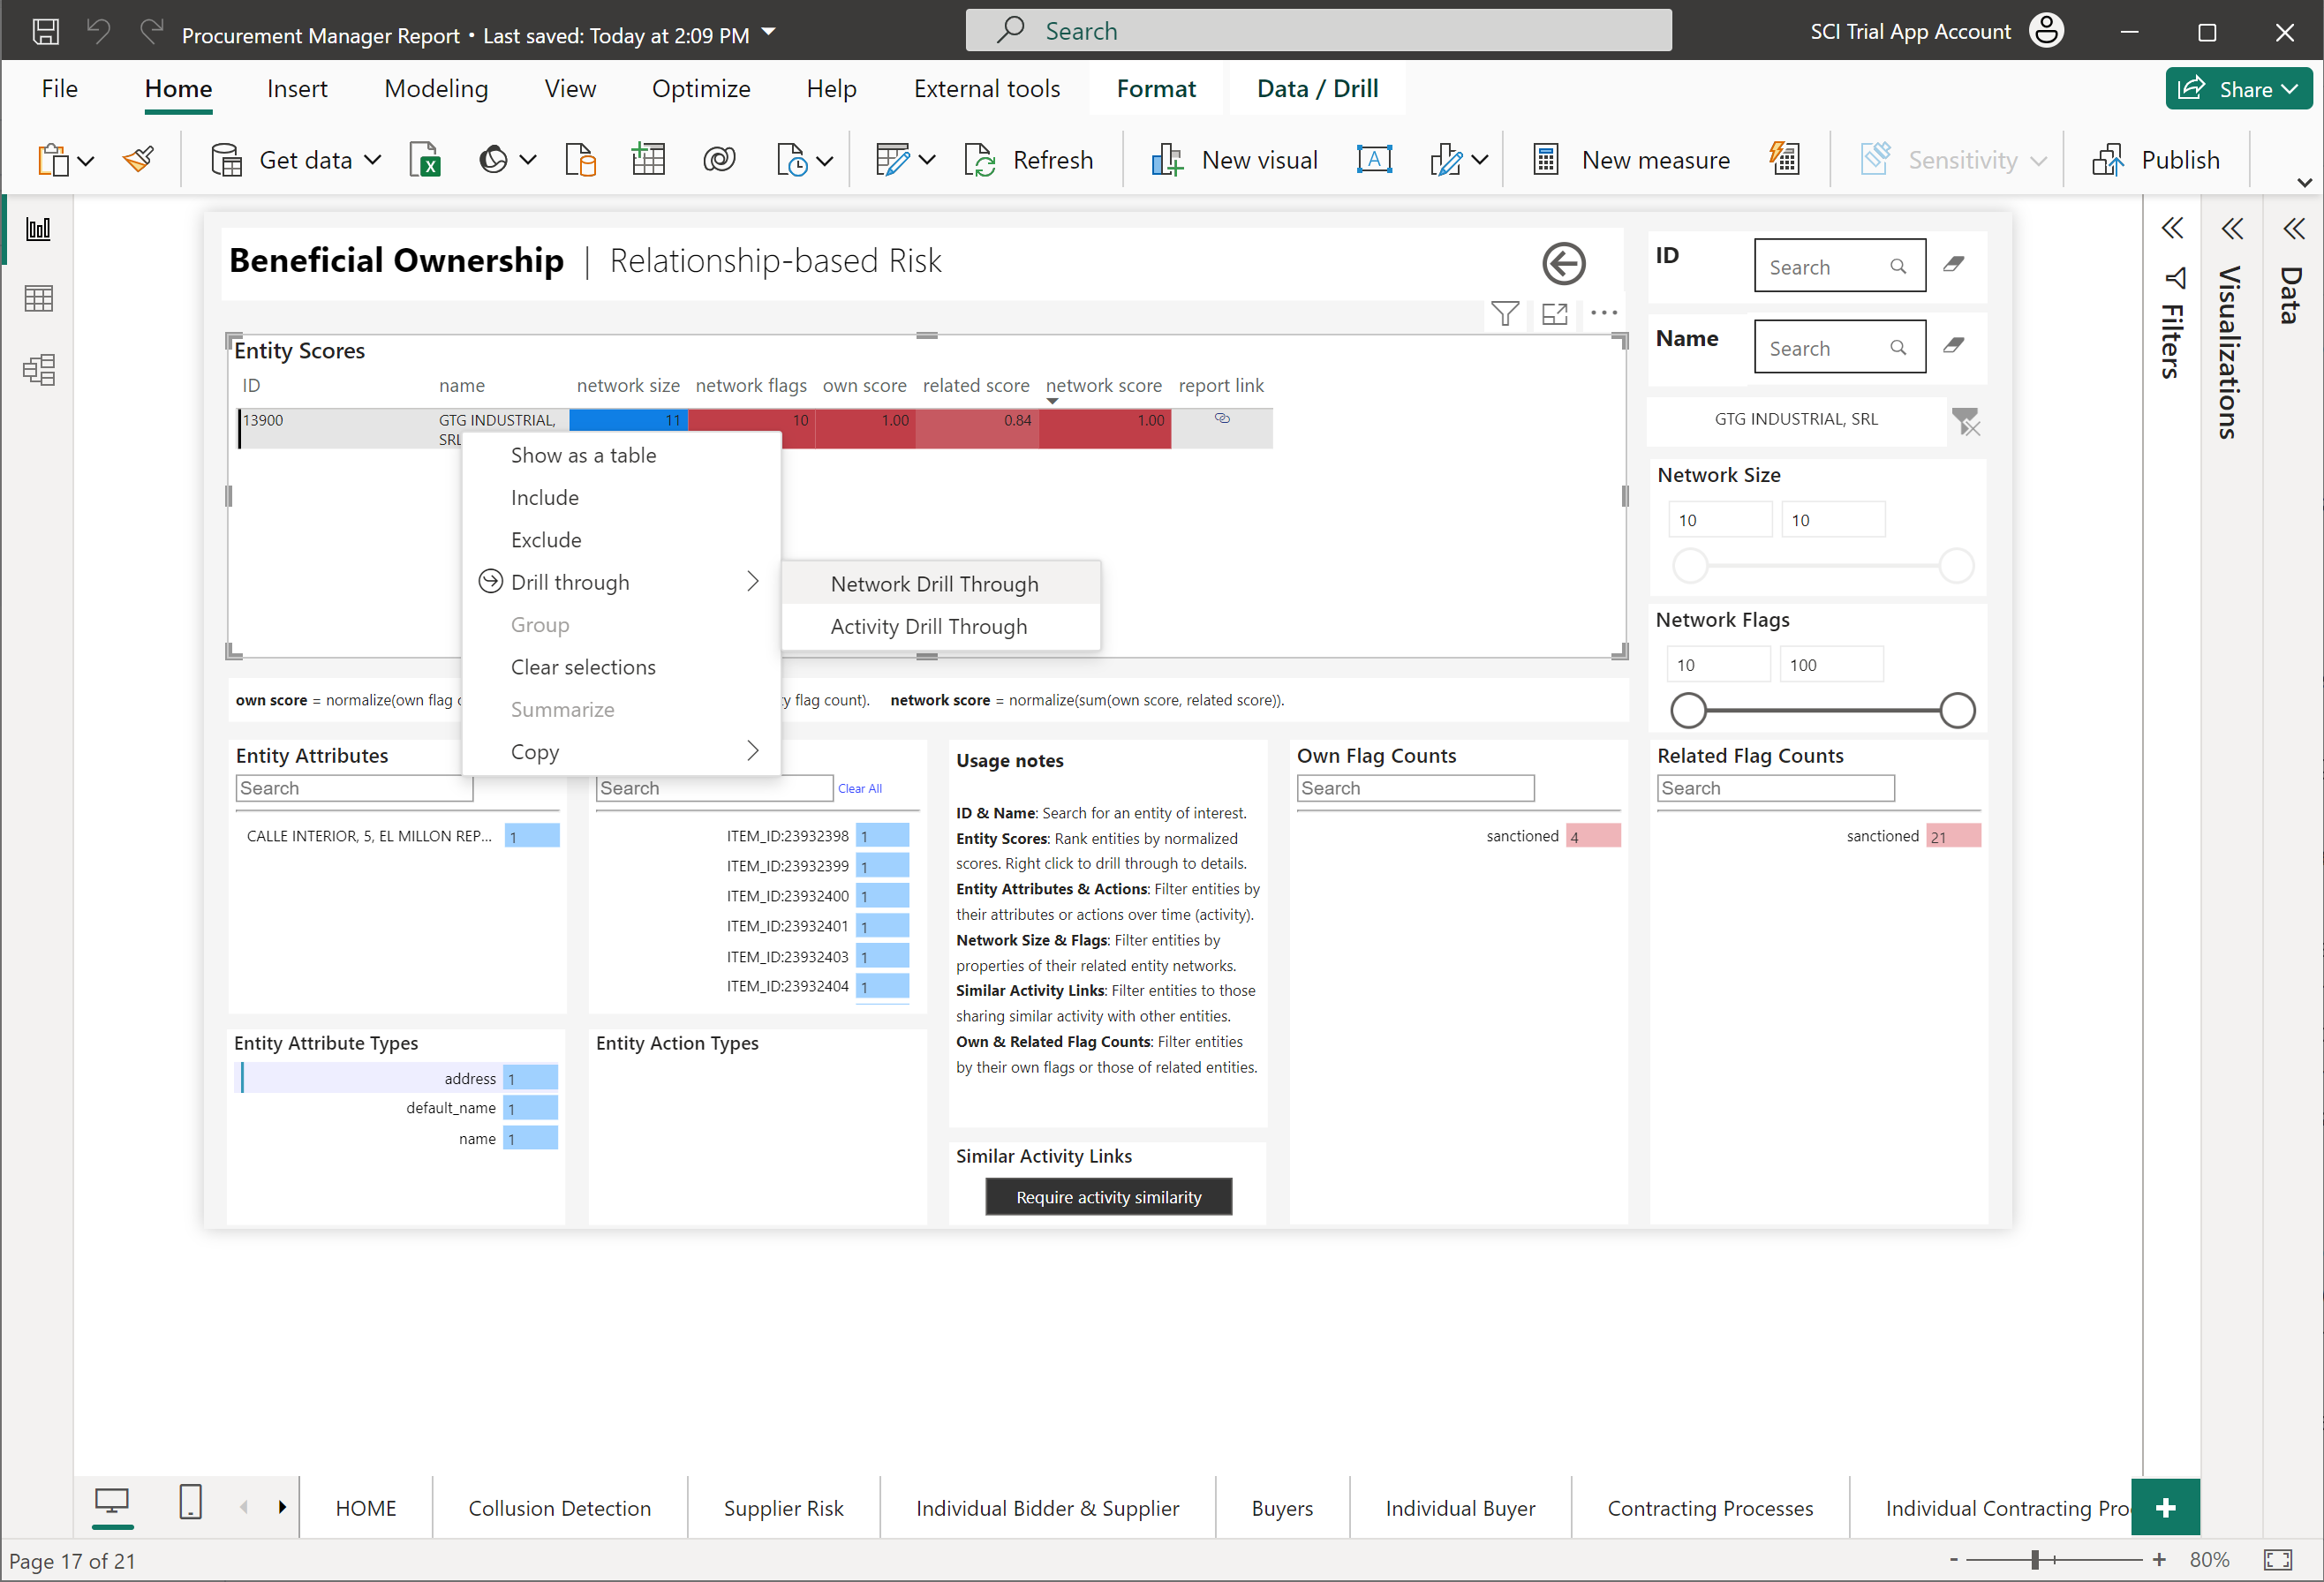 Procurement Manager Report • Last saved: Today at 2:09 PM
Search
SCI Trial App Account
File
Home
Insert
Modeling
View
Optimize
Help
External tools
Format
Data / Drill
Share
Get data
Refresh
New visual
A
New measure
Sensitivity
Publish
Beneficial Ownership | Relationship-based Risk
ID
Search
Name
Search
GTG INDUSTRIAL, SRL
Network Size
10
10
Network Flags
10
100
Filters
Visualizations
Data
Entity Scores
ID name network size network flags own score related score network score report link
13900 GTG INDUSTRIAL, 11 10 1.00 0.84 1.00
SRL
Show as a table
Include
Exclude
Drill through
Group
Clear selections
Summarize
Copy
Network Drill Through
Activity Drill Through
own score = normalize(own flag c
y flag count). network score = normalize(sum(own score, related score)).
Entity Attributes
Search
CALLE INTERIOR, 5, EL MILLON REP... 1
Search
Clear All
ITEM_ID:23932398 1
ITEM_ID:23932399 1
ITEM_ID:23932400 1
ITEM_ID:23932401 1
ITEM_ID:23932403 1
ITEM_ID:23932404 1
Usage notes
ID & Name: Search for an entity of interest.
Entity Scores: Rank entities by normalized
scores. Right click to drill through to details.
Entity Attributes & Actions: Filter entities by
their attributes or actions over time (activity).
Network Size & Flags: Filter entities by
properties of their related entity networks.
Similar Activity Links: Filter entities to those
sharing similar activity with other entities.
Own & Related Flag Counts: Filter entities
by their own flags or those of related entities.
Own Flag Counts
Search
sanctioned 4
Related Flag Counts
Search
sanctioned 21
Entity Attribute Types
address 1
default_name 1
name 1
Entity Action Types
Similar Activity Links
Require activity similarity
HOME
Collusion Detection
Supplier Risk
Individual Bidder & Supplier
Buyers
Individual Buyer
Contracting Processes
Individual Contracting Pro
Page 17 of 21
- + 80%